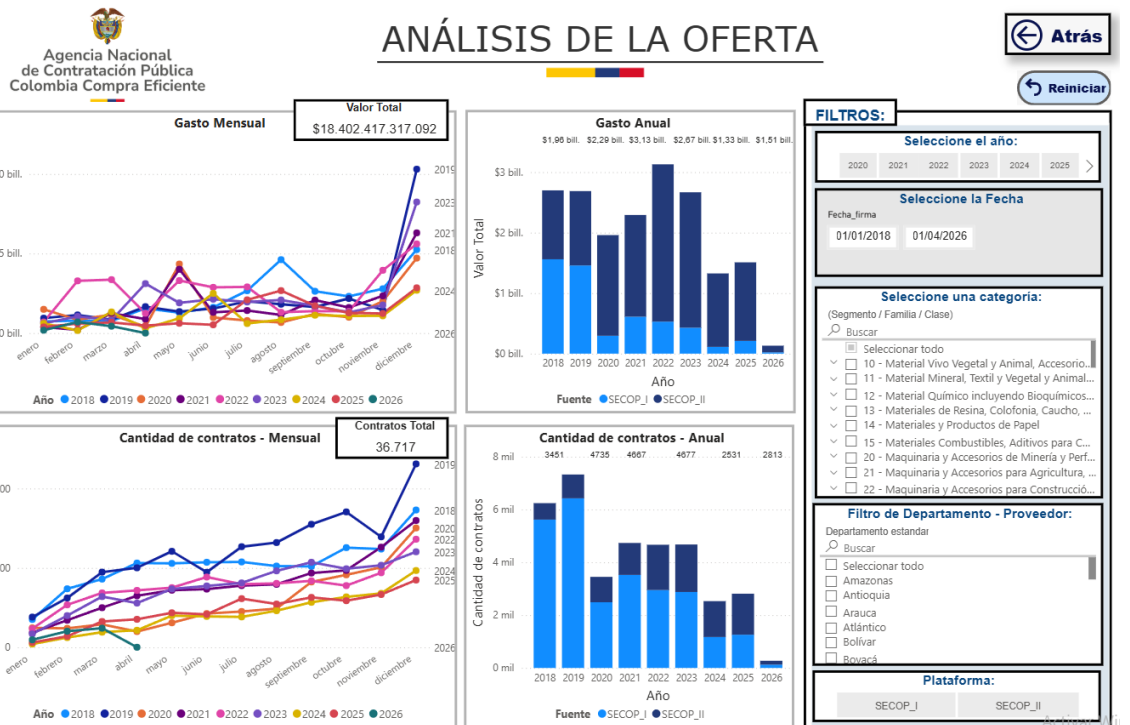 Agencia Nacional
de Contratación Pública
Colombia Compra Eficiente
ANÁLISIS DE LA OFERTA
Atrás
Reiniciar
Gasto Mensual
Valor Total
$18.402.417.317.092
0 bill.
5 bill.
0 bill.
2019
2023
2021
2018
2024
2026
enero
febrero
marzo
abril
mayo
junio
julio
agosto
septiembre
octubre
noviembre
diciembre
Año 2018 2019 2020 2021 2022 2023 2024 2025 2026
Gasto Anual
$1,96 bill. $2,29 bill. $3,13 bill. $2,67 bill. $1,33 bill. $1,51 bill.
Valor Total
$3 bill.
$2 bill.
$1 bill.
$0 bill.
2018 2019 2020 2021 2022 2023 2024 2025 2026
Año
Fuente SECOP_I SECOP_II
Cantidad de contratos - Mensual
Contratos Total
36.717
00
00
0
2019
2018
2020
2022
2023
2024
2025
2026
enero
febrero
marzo
abril
mayo
junio
julio
agosto
septiembre
octubre
noviembre
diciembre
Año 2018 2019 2020 2021 2022 2023 2024 2025 2026
Cantidad de contratos - Anual
3451 4735 4667 4677 2531 2813
Cantidad de contratos
8 mil
6 mil
4 mil
2 mil
0 mil
2018 2019 2020 2021 2022 2023 2024 2025 2026
Año
Fuente SECOP_I SECOP_II
FILTROS:
Seleccione el año:
2020 2021 2022 2023 2024 2025
Seleccione la Fecha
Fecha_firma
01/01/2018 01/04/2026
Seleccione una categoría:
(Segmento / Familia / Clase)
Buscar
Seleccionar todo
10 - Material Vivo Vegetal y Animal, Accesorio...
11 - Material Mineral, Textil y Vegetal y Animal...
12 - Material Químico incluyendo Bioquímicos...
13 - Materiales de Resina, Colofonia, Caucho, ...
14 - Materiales y Productos de Papel
15 - Materiales Combustibles, Aditivos para C...
20 - Maquinaria y Accesorios de Minería y Perf...
21 - Maquinaria y Accesorios para Agricultura, ...
22 - Maquinaria y Accesorios para Construcció...
Filtro de Departamento - Proveedor:
Departamento estandar
Buscar
Seleccionar todo
Amazonas
Antioquia
Arauca
Atlántico
Bolívar
Boyacá
Plataforma:
SECOP_I SECOP_II